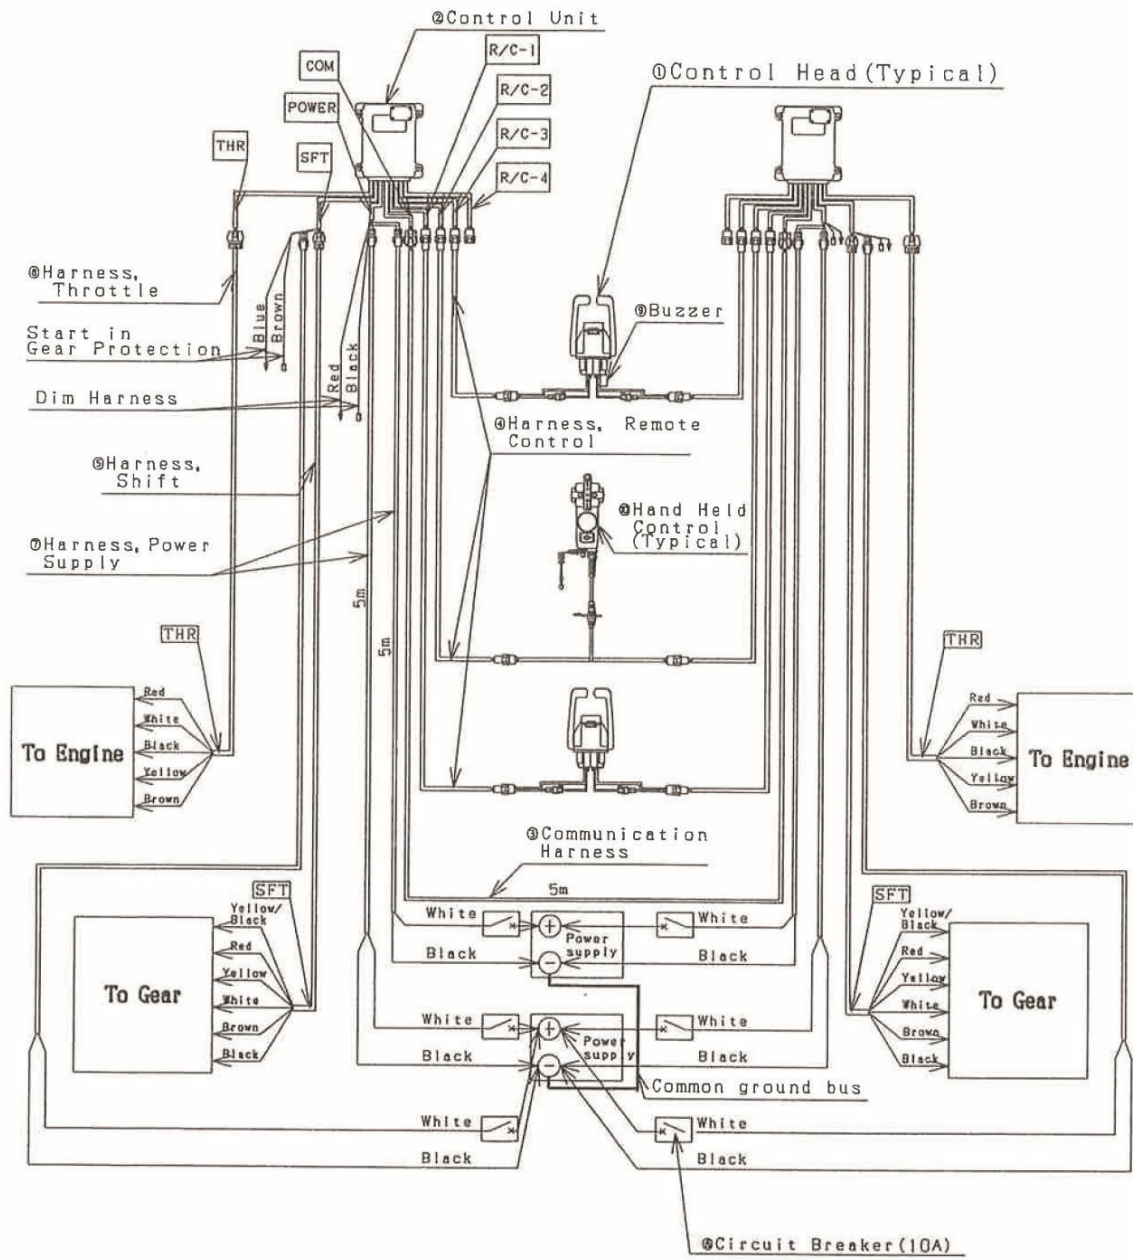 ②Control Unit
R/C-1
COM
①Control Head(Typical)
R/C-2
POWER
R/C-3
THR
SFT
R/C-4
⑧Harness,
Throttle
⑨Buzzer
Blue
Brown
Start in
Gear Protection
Red
Black
Dim Harness
④Harness, Remote
Control
⑤Harness,
Shift
⑩Hand Held
Control
(Typical)
⑦Harness,Power
Supply
5m
5m
THR
THR
Red
White
Black
Yellow
Brown
To Engine
Red
White
Black
Yellow
Brown
To Engine
③Communication
Harness
5m
SFT
SFT
Yellow/
Black
Red
Yellow
White
Brown
Black
To Gear
White
Black
+
-
Power
supply
White
Black
Yellow/
Black
Red
Yellow
White
Brown
Black
To Gear
White
Black
+
-
Power
supply
White
Black
Common ground bus
White
White
Black
Black
⑥Circuit Breaker(10A)